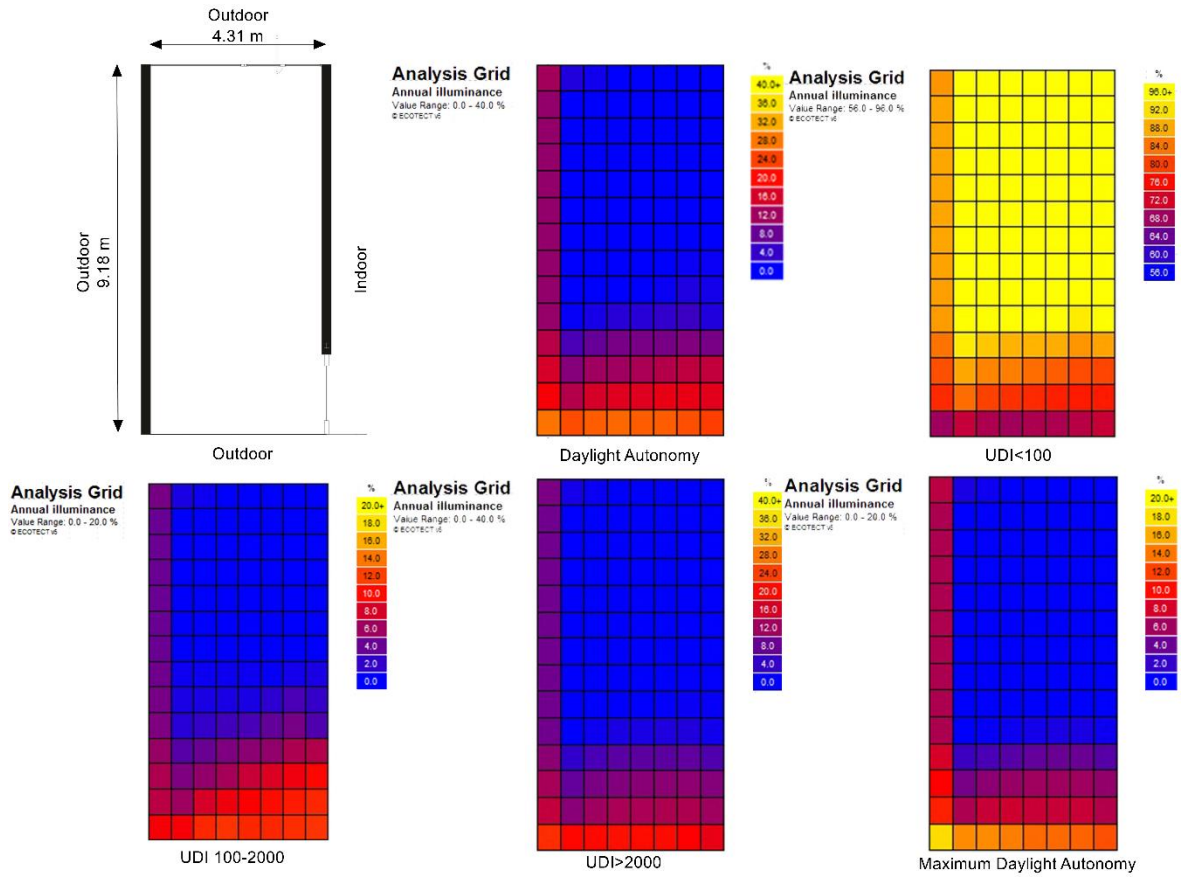 Outdoor
4.31 m
Outdoor
9.18 m
Indoor
Outdoor
Analysis Grid
Annual illuminance
Value Range: 0.0 - 40.0 %
© ECOTECT v5
%
40.0+
36.0
32.0
28.0
24.0
20.0
16.0
12.0
8.0
4.0
0.0
Daylight Autonomy
Analysis Grid
Annual illuminance
Value Range: 56.0 - 96.0 %
© ECOTECT v5
%
96.0+
92.0
88.0
84.0
80.0
76.0
72.0
68.0
64.0
60.0
56.0
UDI<100
Analysis Grid
Annual illuminance
Value Range: 0.0 - 20.0 %
© ECOTECT v5
%
20.0+
18.0
16.0
14.0
12.0
10.0
8.0
6.0
4.0
2.0
0.0
UDI 100-2000
Analysis Grid
Annual illuminance
Value Range: 0.0 - 40.0 %
© ECOTECT v5
%
40.0+
36.0
32.0
28.0
24.0
20.0
16.0
12.0
8.0
4.0
0.0
UDI>2000
Analysis Grid
Annual illuminance
Value Range: 0.0 - 20.0 %
© ECOTECT v5
%
20.0+
18.0
16.0
14.0
12.0
10.0
8.0
6.0
4.0
2.0
0.0
Maximum Daylight Autonomy